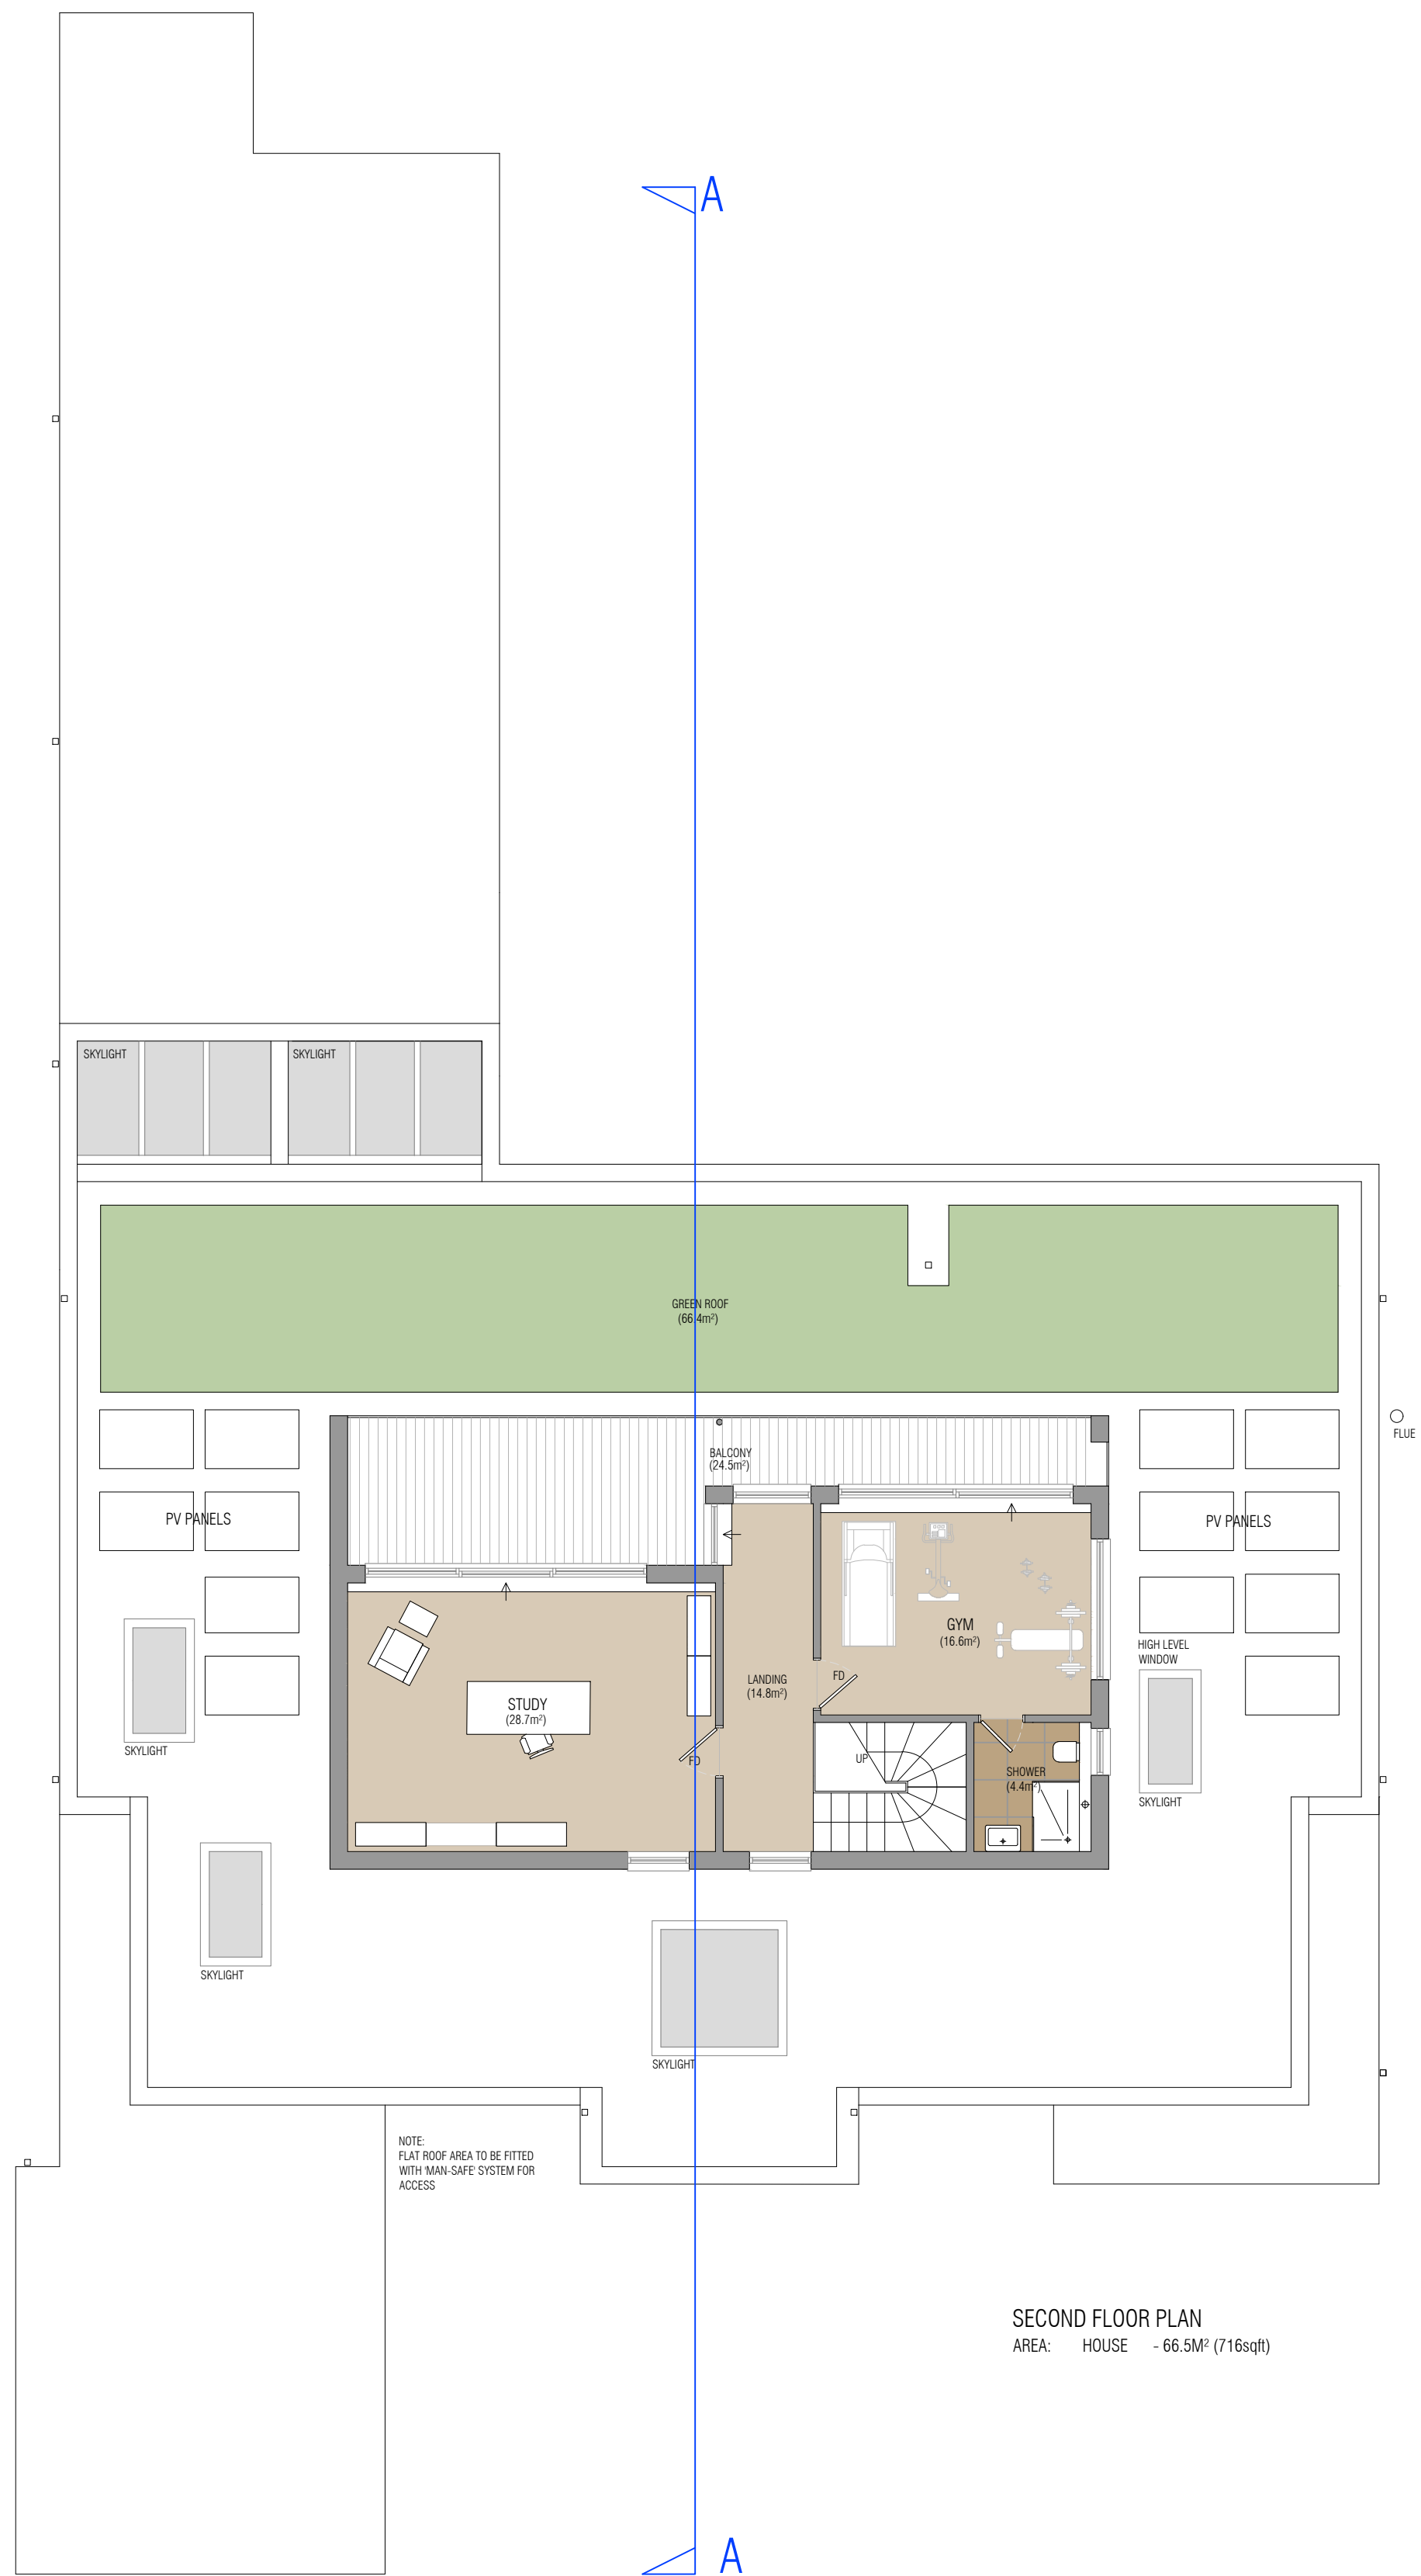 A
SKYLIGHT
SKYLIGHT
GREEN ROOF
(66.4m²)
FLUE
BALCONY
(24.5m²)
PV PANELS
PV PANELS
GYM
(16.6m²)
HIGH LEVEL
WINDOW
LANDING
(14.8m²)
FD
STUDY
(28.7m²)
SKYLIGHT
FD
UP
SHOWER
(4.4m²)
SKYLIGHT
SKYLIGHT
SKYLIGHT
NOTE:
FLAT ROOF AREA TO BE FITTED
WITH 'MAN-SAFE' SYSTEM FOR
ACCESS
SECOND FLOOR PLAN
AREA: HOUSE - 66.5M² (716sqft)
A